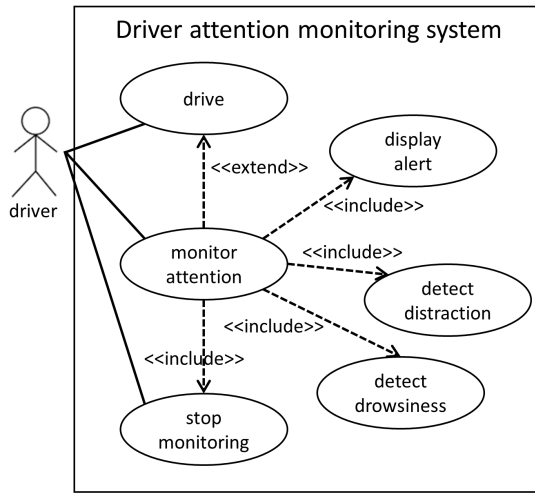 Driver attention monitoring system
drive
display
alert
<<extend>>
<<include>>
driver
monitor
attention
<<include>>
detect
distraction
<<include>>
<<include>>
detect
drowsiness
stop
monitoring